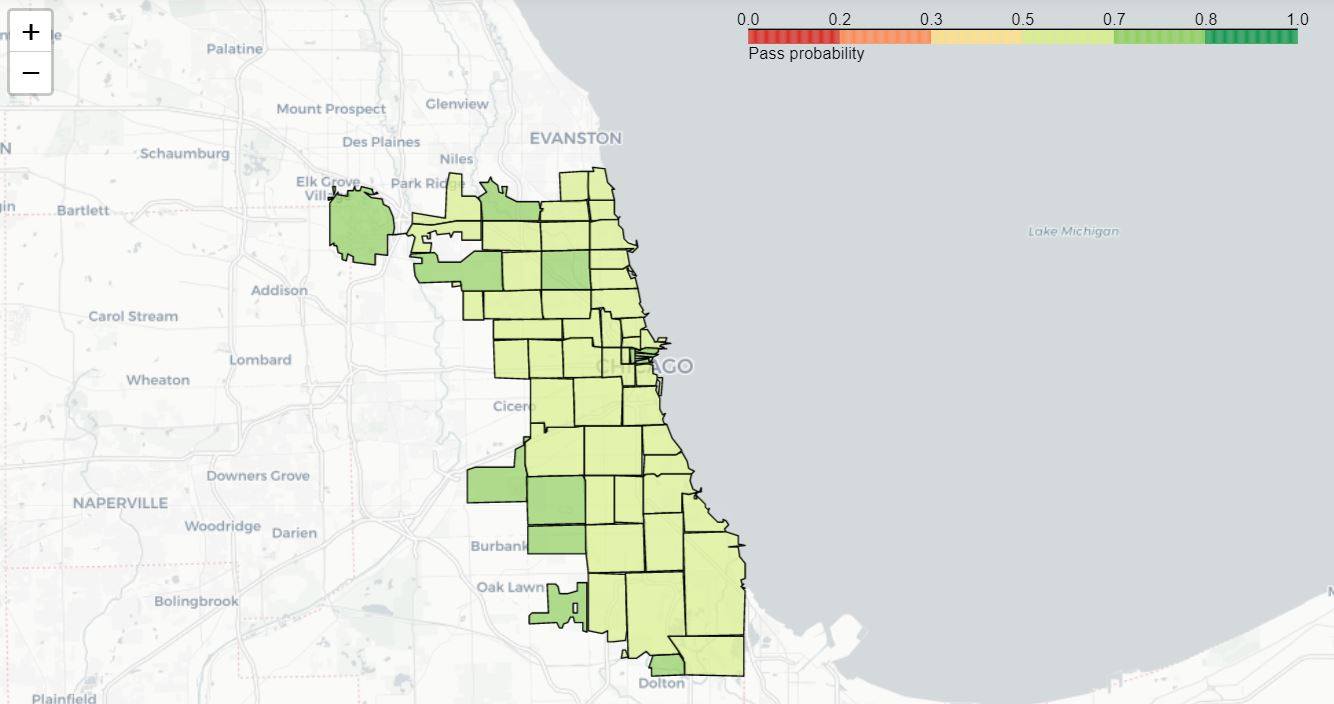 +
−
0.0 0.2 0.3 0.5 0.7 0.8 1.0
Pass probability
Palatine
Mount Prospect
Glenview
EVANSTON
Des Plaines
Schaumburg
Niles
Elk Grove
Village
Park Ridge
Bartlett
Lake Michigan
Addison
Carol Stream
Lombard
CHICAGO
Wheaton
Cicero
Downers Grove
NAPERVILLE
Woodridge
Darien
Burbank
Oak Lawn
Bolingbrook
Dolton
Plainfield